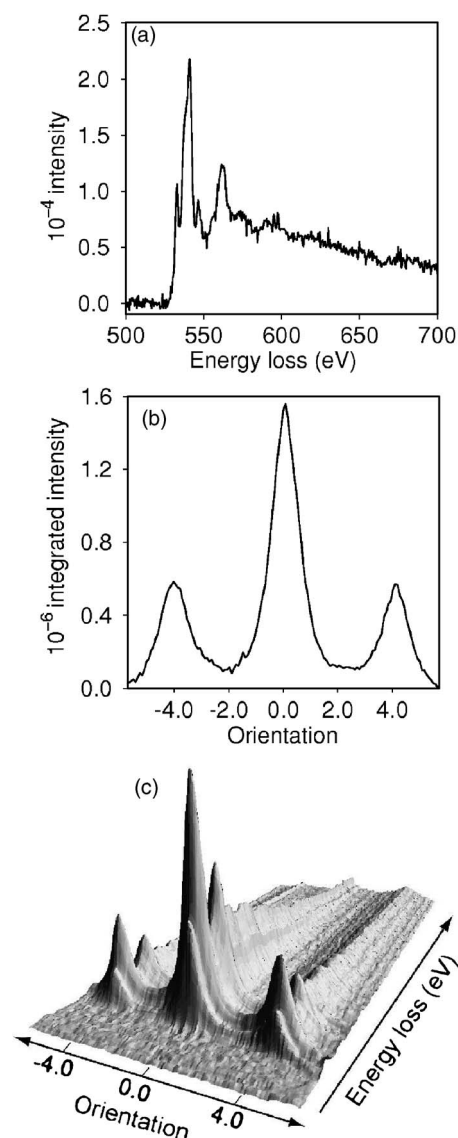 (a)
2.5
2.0
1.5
1.0
0.5
0.0
10⁻⁴ intensity
500 550 600 650 700
Energy loss (eV)
(b)
1.6
1.2
0.8
0.4
0.0
10⁻⁶ integrated intensity
-4.0 -2.0 0.0 2.0 4.0
Orientation
(c)
-4.0 0.0 4.0
Orientation
Energy loss (eV)